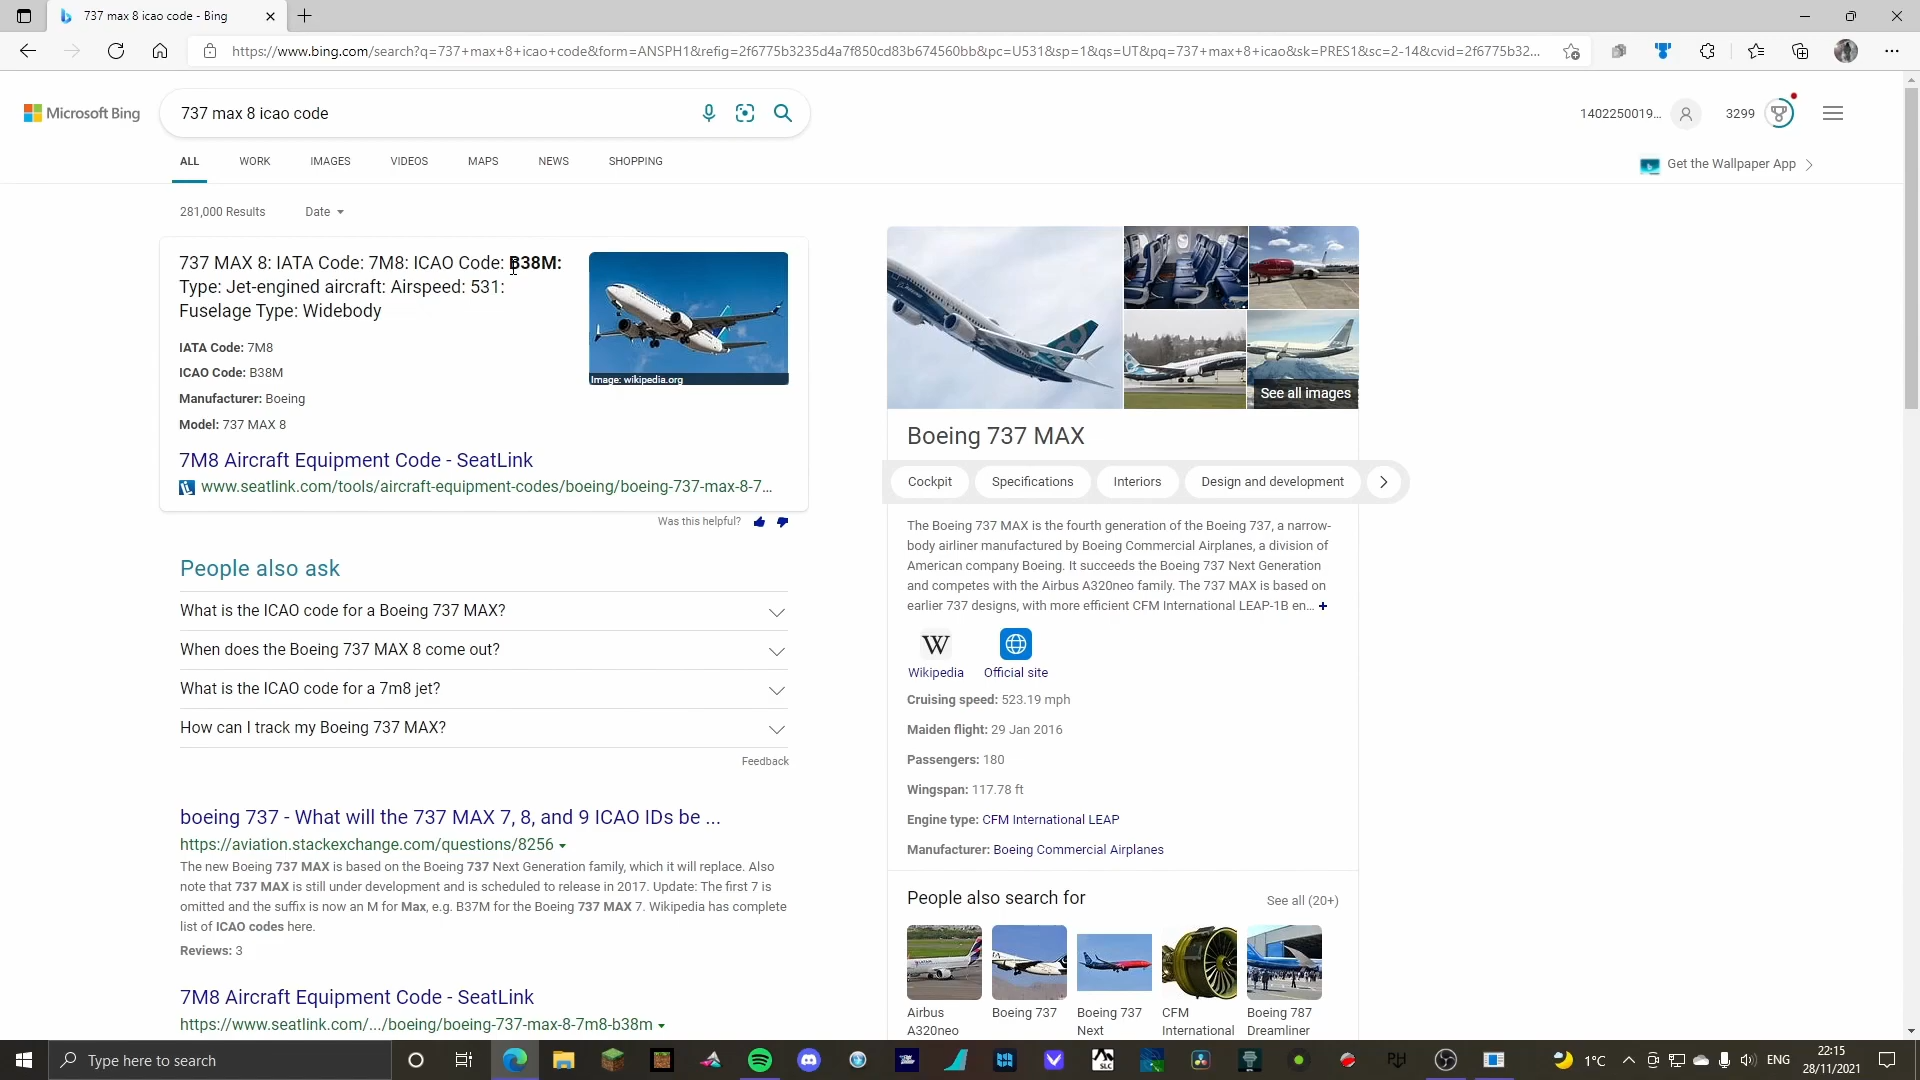 737 max 8 icao code - Bing
https://www.bing.com/search?q=737+max+8+icao+code&form=ANSPH1&refig=2f6775b3235d4a7f850cd83b674560bb&pc=U531&sp=1&qs=UT&pq=737+max+8+icao&sk=PRES1&sc=2-14&cvid=2f6775b32...
Microsoft Bing
737 max 8 icao code
1402250019...
3299
ALL WORK IMAGES VIDEOS MAPS NEWS SHOPPING
Get the Wallpaper App
281,000 Results Date
737 MAX 8: IATA Code: 7M8: ICAO Code: B38M:
Type: Jet-engined aircraft: Airspeed: 531:
Fuselage Type: Widebody
IATA Code: 7M8
ICAO Code: B38M
Manufacturer: Boeing
Model: 737 MAX 8
Image: wikipedia.org
7M8 Aircraft Equipment Code - SeatLink
www.seatlink.com/tools/aircraft-equipment-codes/boeing/boeing-737-max-8-7...
Was this helpful?
People also ask
What is the ICAO code for a Boeing 737 MAX?
When does the Boeing 737 MAX 8 come out?
What is the ICAO code for a 7m8 jet?
How can I track my Boeing 737 MAX?
Feedback
boeing 737 - What will the 737 MAX 7, 8, and 9 ICAO IDs be ...
https://aviation.stackexchange.com/questions/8256
The new Boeing 737 MAX is based on the Boeing 737 Next Generation family, which it will replace. Also
note that 737 MAX is still under development and is scheduled to release in 2017. Update: The first 7 is
omitted and the suffix is now an M for Max, e.g. B37M for the Boeing 737 MAX 7. Wikipedia has complete
list of ICAO codes here.
Reviews: 3
7M8 Aircraft Equipment Code - SeatLink
https://www.seatlink.com/.../boeing/boeing-737-max-8-7m8-b38m
See all images
Boeing 737 MAX
Cockpit Specifications Interiors Design and development
The Boeing 737 MAX is the fourth generation of the Boeing 737, a narrow-
body airliner manufactured by Boeing Commercial Airplanes, a division of
American company Boeing. It succeeds the Boeing 737 Next Generation
and competes with the Airbus A320neo family. The 737 MAX is based on
earlier 737 designs, with more efficient CFM International LEAP-1B en... +
W
Wikipedia Official site
Cruising speed: 523.19 mph
Maiden flight: 29 Jan 2016
Passengers: 180
Wingspan: 117.78 ft
Engine type: CFM International LEAP
Manufacturer: Boeing Commercial Airplanes
People also search for See all (20+)
Airbus A320neo
Boeing 737
Boeing 737 Next
CFM International
Boeing 787 Dreamliner
Type here to search
SLC
1°C
ENG
22:15
28/11/2021